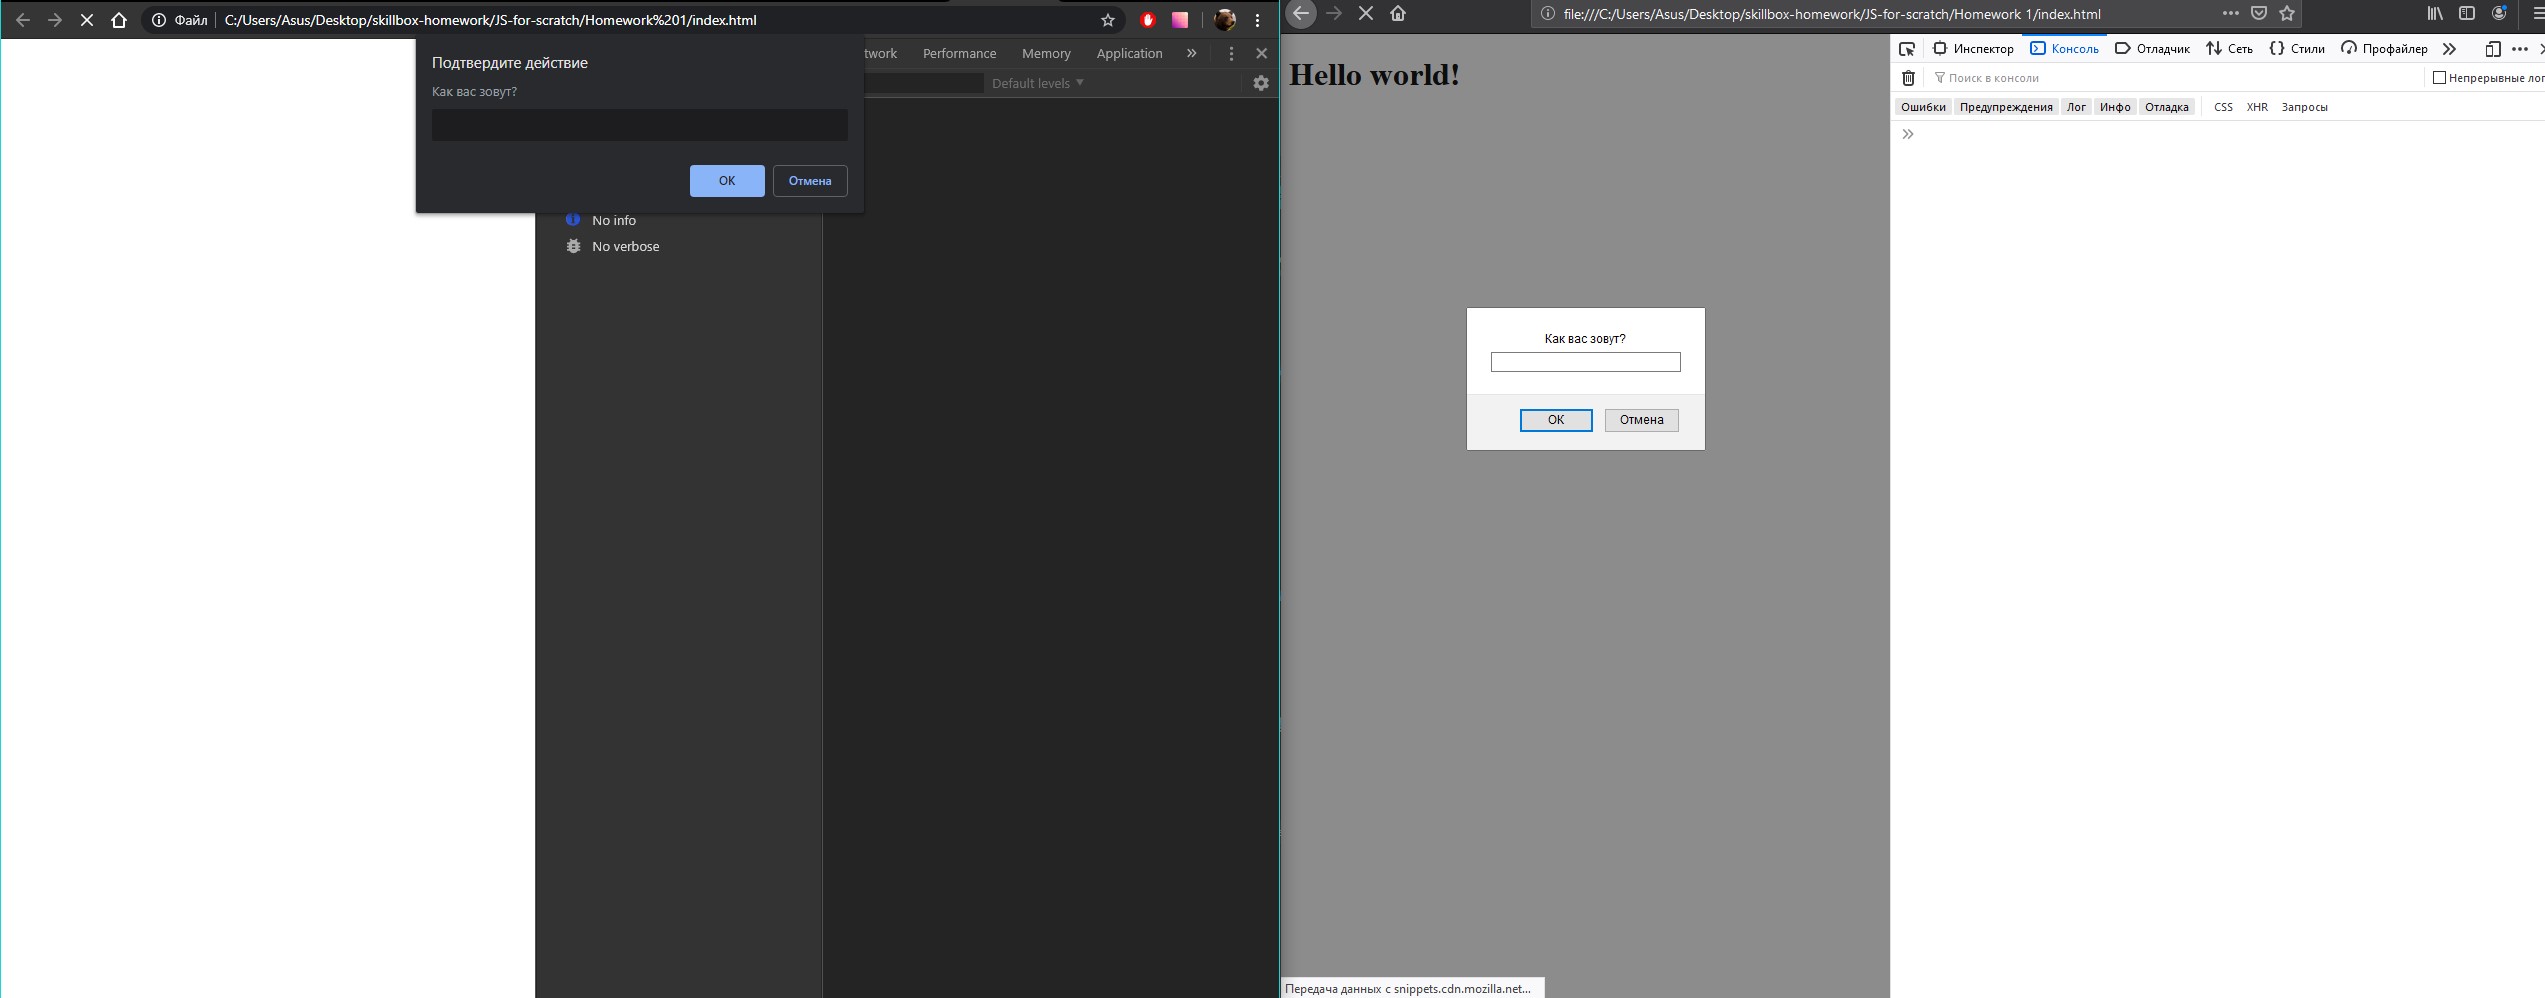 Файл C:/Users/Asus/Desktop/skillbox-homework/JS-for-scratch/Homework%201/index.html
Подтвердите действие
Как вас зовут?
OK Отмена
twork Performance Memory Application
Default levels
No info
No verbose
file:///C:/Users/Asus/Desktop/skillbox-homework/JS-for-scratch/Homework 1/index.html
Hello world!
Как вас зовут?
OK Отмена
Передача данных с snippets.cdn.mozilla.net...
Инспектор Консоль Отладчик Сеть Стили Профайлер
Поиск в консоли Непрерывные лог
Ошибки Предупреждения Лог Инфо Отладка CSS XHR Запросы